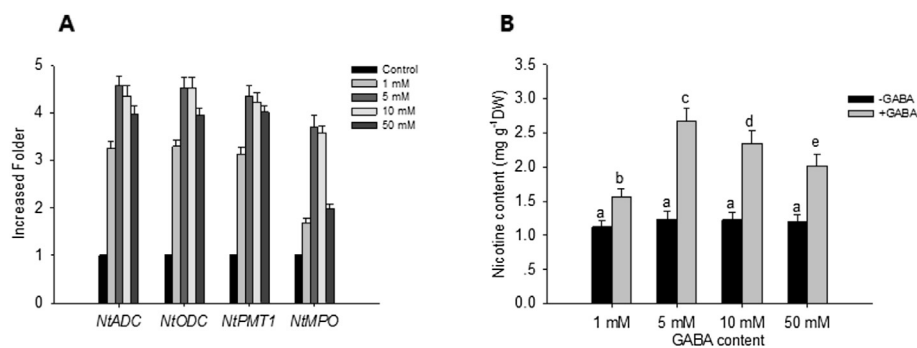 A
5
4
3
2
1
0
Increased Folder
Control
1 mM
5 mM
10 mM
50 mM
NtADC NtODC NtPMT1 NtMPO
B
3.5
3.0
2.5
2.0
1.5
1.0
.5
0.0
Nicotine content (mg g⁻¹DW)
-GABA
+GABA
a b a c a d a e
1 mM 5 mM 10 mM 50 mM
GABA content